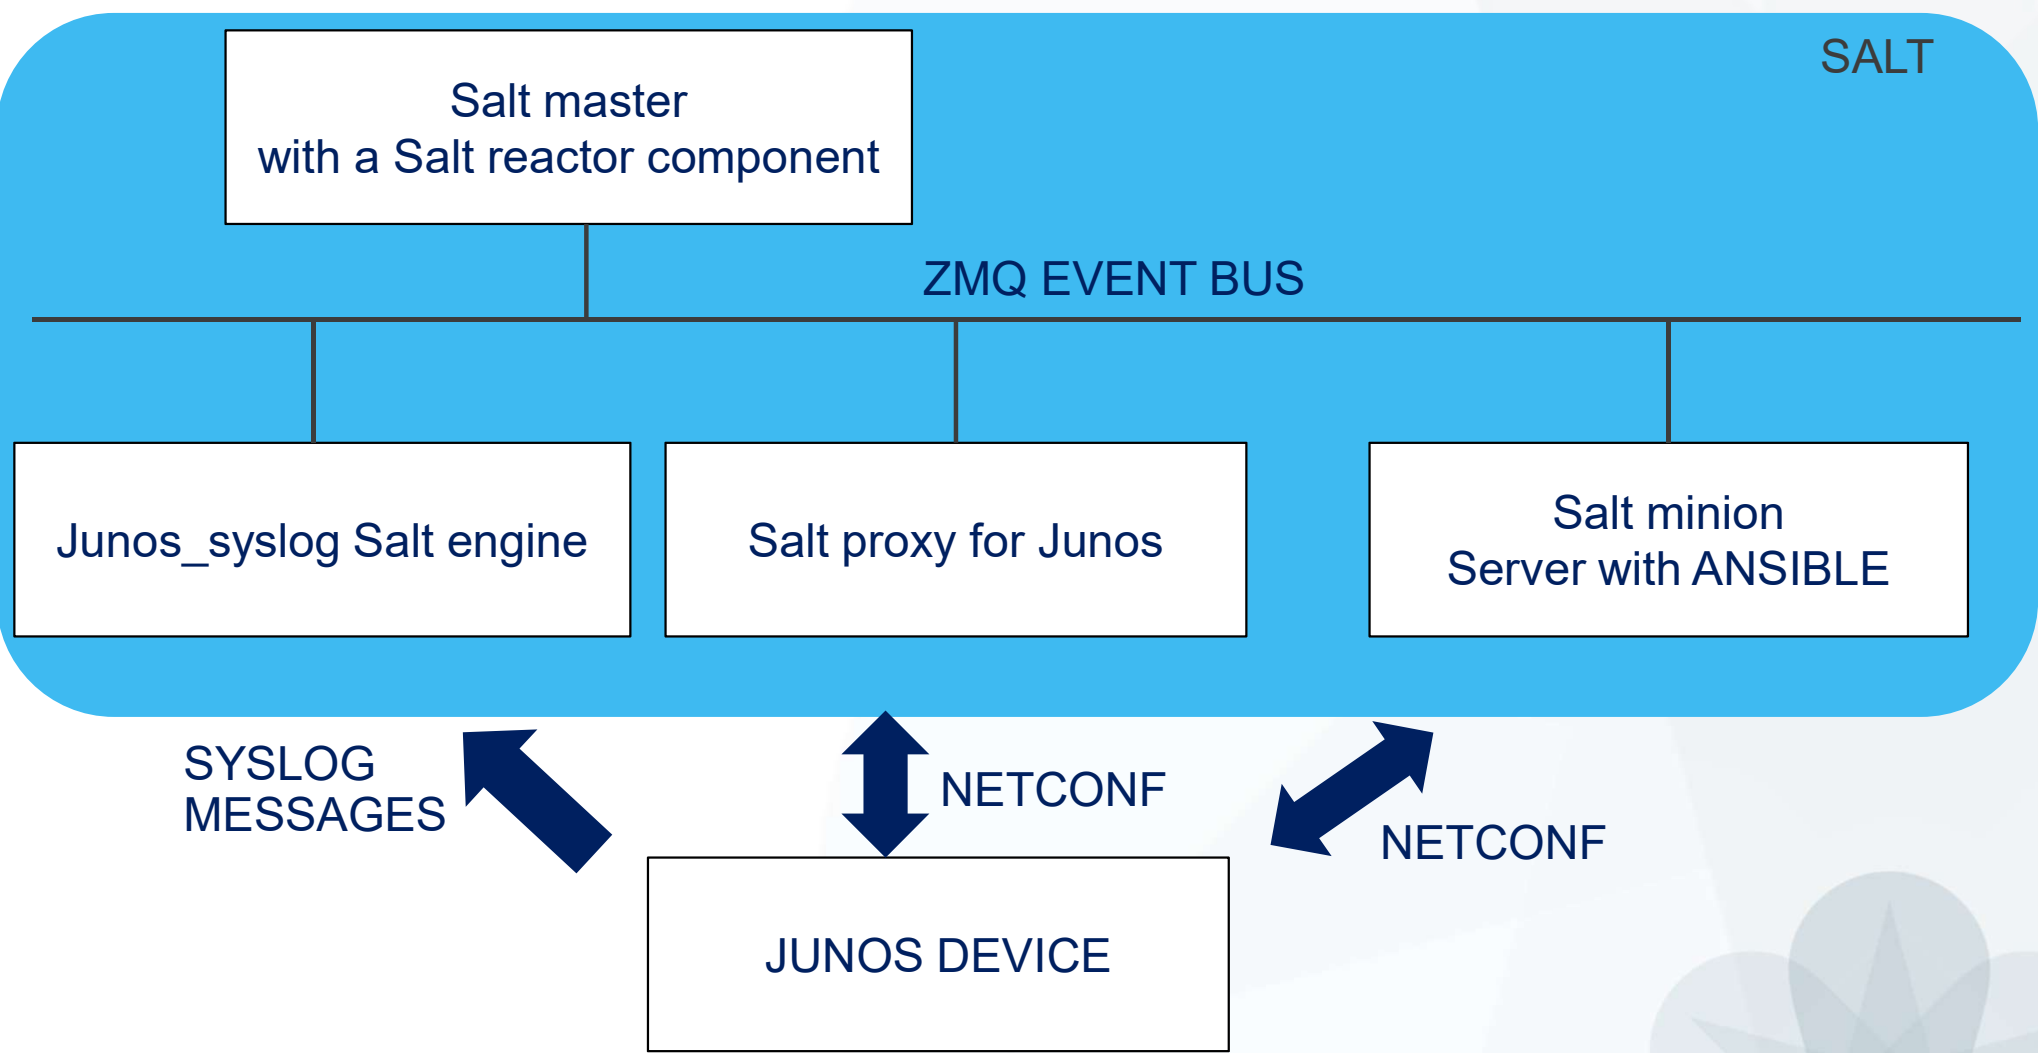 SALT
Salt master
with a Salt reactor component
ZMQ EVENT BUS
Junos_syslog Salt engine
Salt proxy for Junos
Salt minion
Server with ANSIBLE
SYSLOG
MESSAGES
NETCONF
NETCONF
JUNOS DEVICE